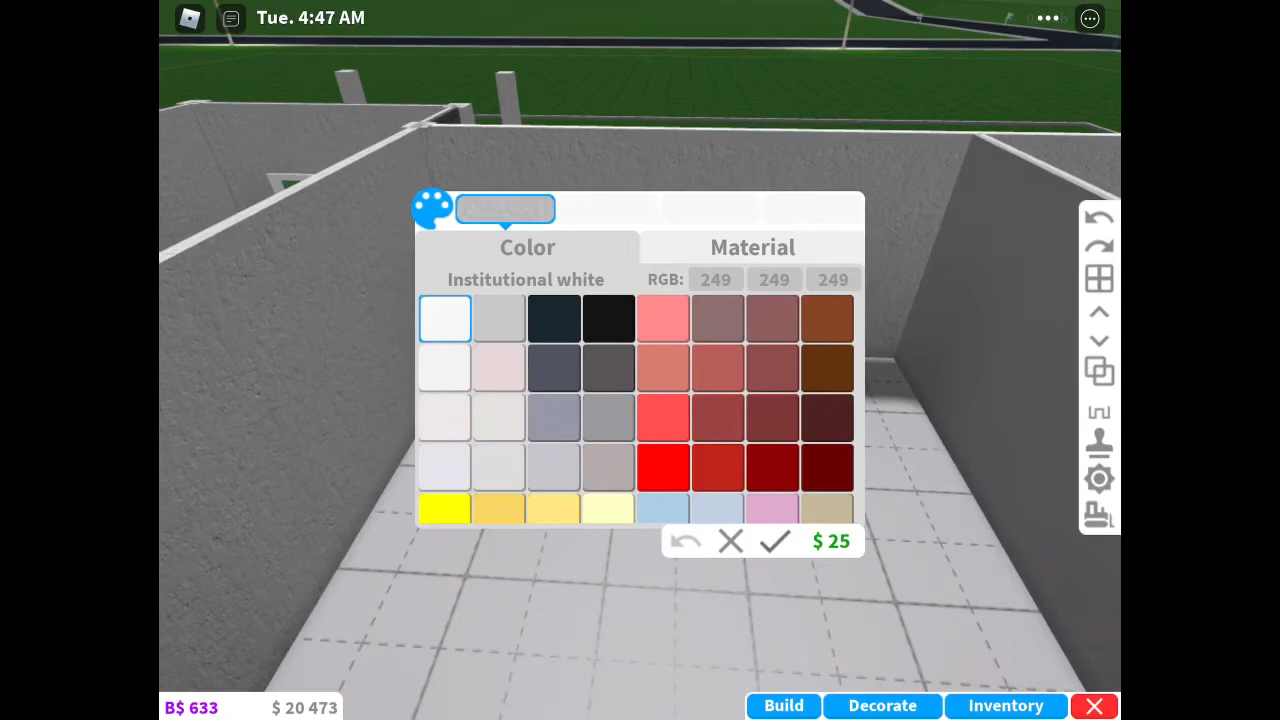 Tue. 4:47 AM
Color
Material
Institutional white
RGB: 249 249 249
$ 25
B$ 633
$ 20 473
Build
Decorate
Inventory